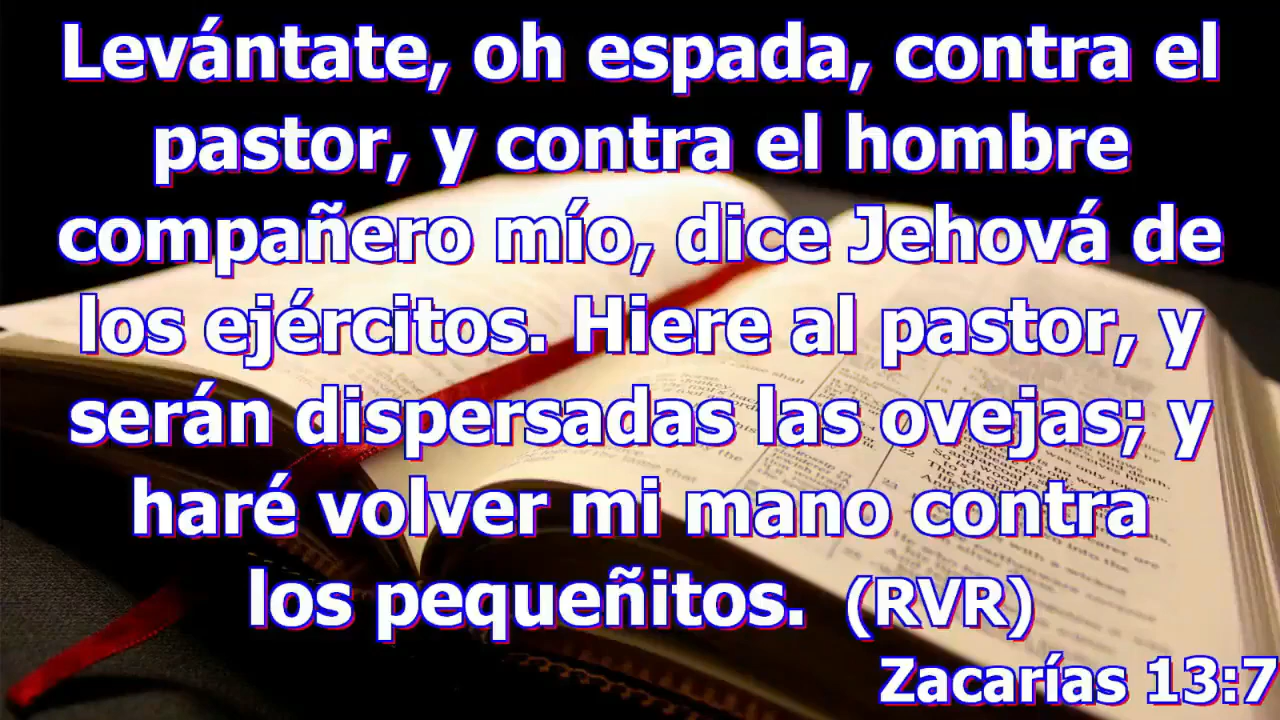 Levántate, oh espada, contra el
pastor, y contra el hombre
compañero mío, dice Jehová de
los ejércitos. Hiere al pastor, y
serán dispersadas las ovejas; y
haré volver mi mano contra
los pequeñitos. (RVR)
Zacarías 13:7